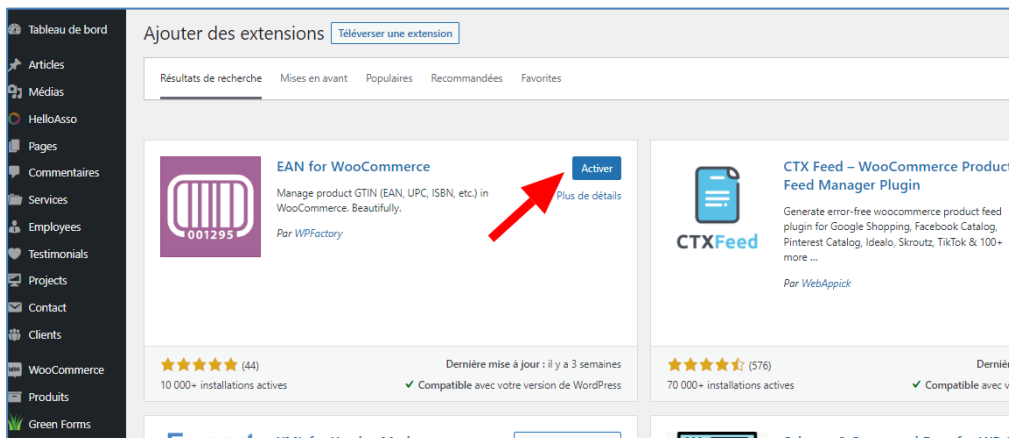 Tableau de bord
Articles
Médias
HelloAsso
Pages
Commentaires
Services
Employees
Testimonials
Projects
Contact
Clients
WooCommerce
Produits
Green Forms
Ajouter des extensions
Téléverser une extension
Résultats de recherche
Mises en avant
Populaires
Recommandées
Favorites
001295
EAN for WooCommerce
Manage product GTIN (EAN, UPC, ISBN, etc.) in
WooCommerce. Beautifully.
Par WPFactory
Activer
Plus de détails
(44)
10 000+ installations actives
Dernière mise à jour : il y a 3 semaines
Compatible avec votre version de WordPress
CTXFeed
CTX Feed – WooCommerce Product
Feed Manager Plugin
Generate error-free woocommerce product feed
plugin for Google Shopping, Facebook Catalog,
Pinterest Catalog, Idealo, Skroutz, TikTok & 100+
more ...
Par WebAppick
(576)
70 000+ installations actives
Derniè
Compatible avec v